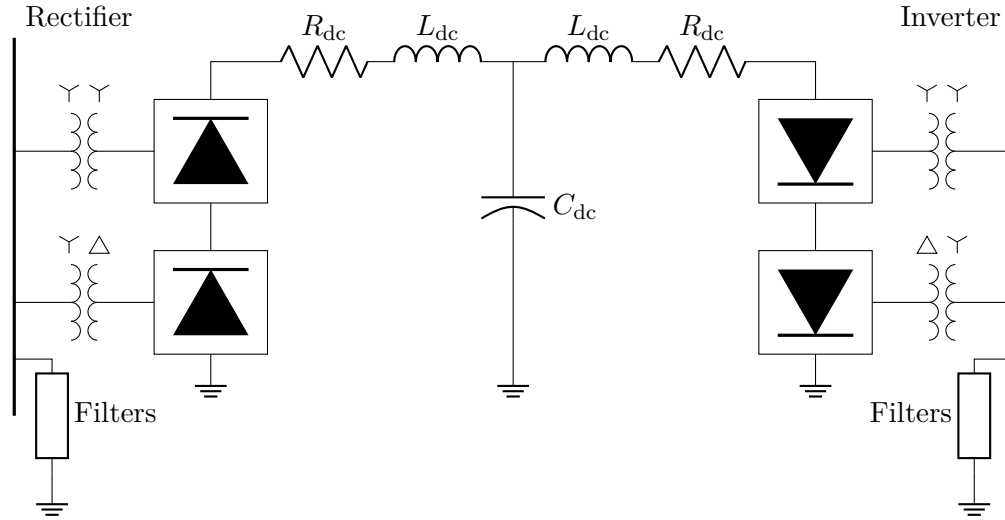 Rectifier
R_dc
L_dc
L_dc
R_dc
Inverter
C_dc
Filters
Filters